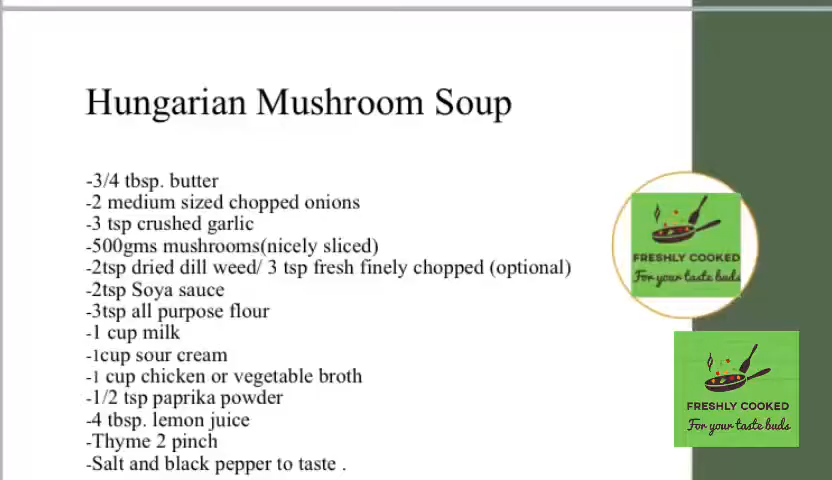 Hungarian Mushroom Soup
-3/4 tbsp. butter
-2 medium sized chopped onions
-3 tsp crushed garlic
-500gms mushrooms(nicely sliced)
-2tsp dried dill weed/ 3 tsp fresh finely chopped (optional)
-2tsp Soya sauce
-3tsp all purpose flour
-1 cup milk
-1cup sour cream
-1 cup chicken or vegetable broth
-1/2 tsp paprika powder
-4 tbsp. lemon juice
-Thyme 2 pinch
-Salt and black pepper to taste .
FRESHLY COOKED
For your taste buds
FRESHLY COOKED
For your taste buds